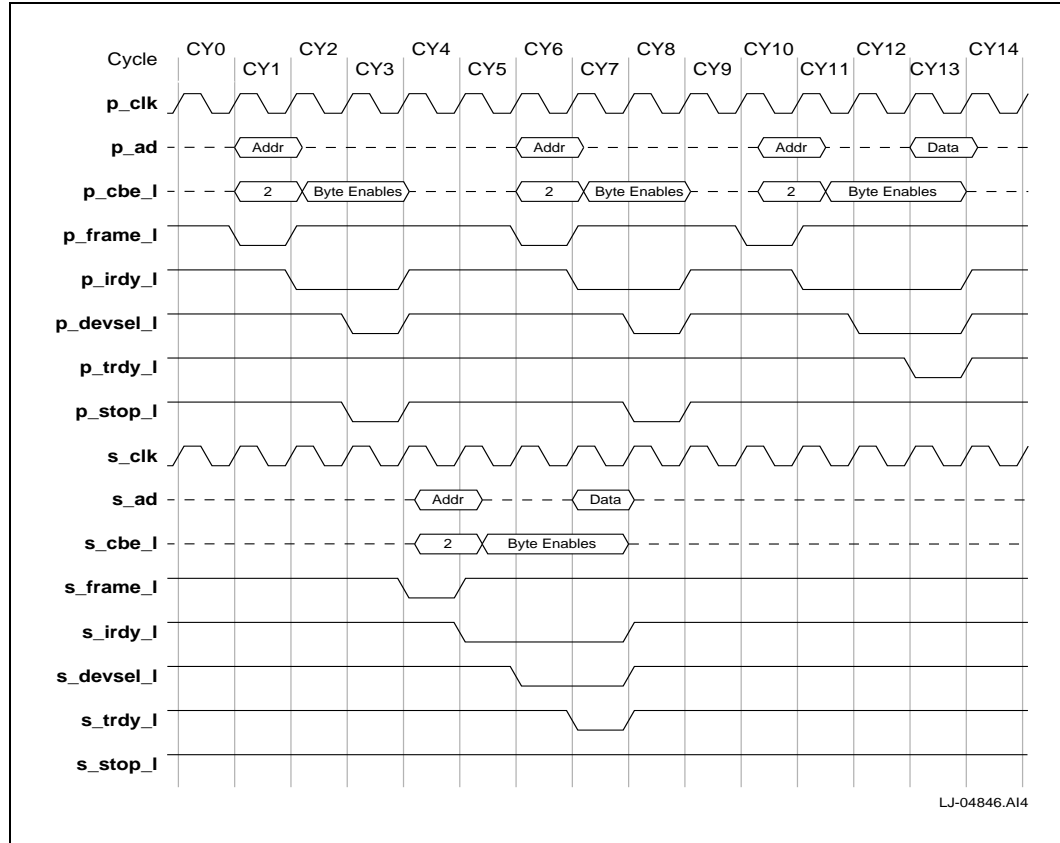 CY0 CY2 CY4 CY6 CY8 CY10 CY12 CY14
Cycle CY1 CY3 CY5 CY7 CY9 CY11 CY13
p_clk
p_ad Addr Addr Addr Data
p_cbe_l 2 Byte Enables 2 Byte Enables 2 Byte Enables
p_frame_l
p_irdy_l
p_devsel_l
p_trdy_l
p_stop_l
s_clk
s_ad Addr Data
s_cbe_l 2 Byte Enables
s_frame_l
s_irdy_l
s_devsel_l
s_trdy_l
s_stop_l
LJ-04846.AI4